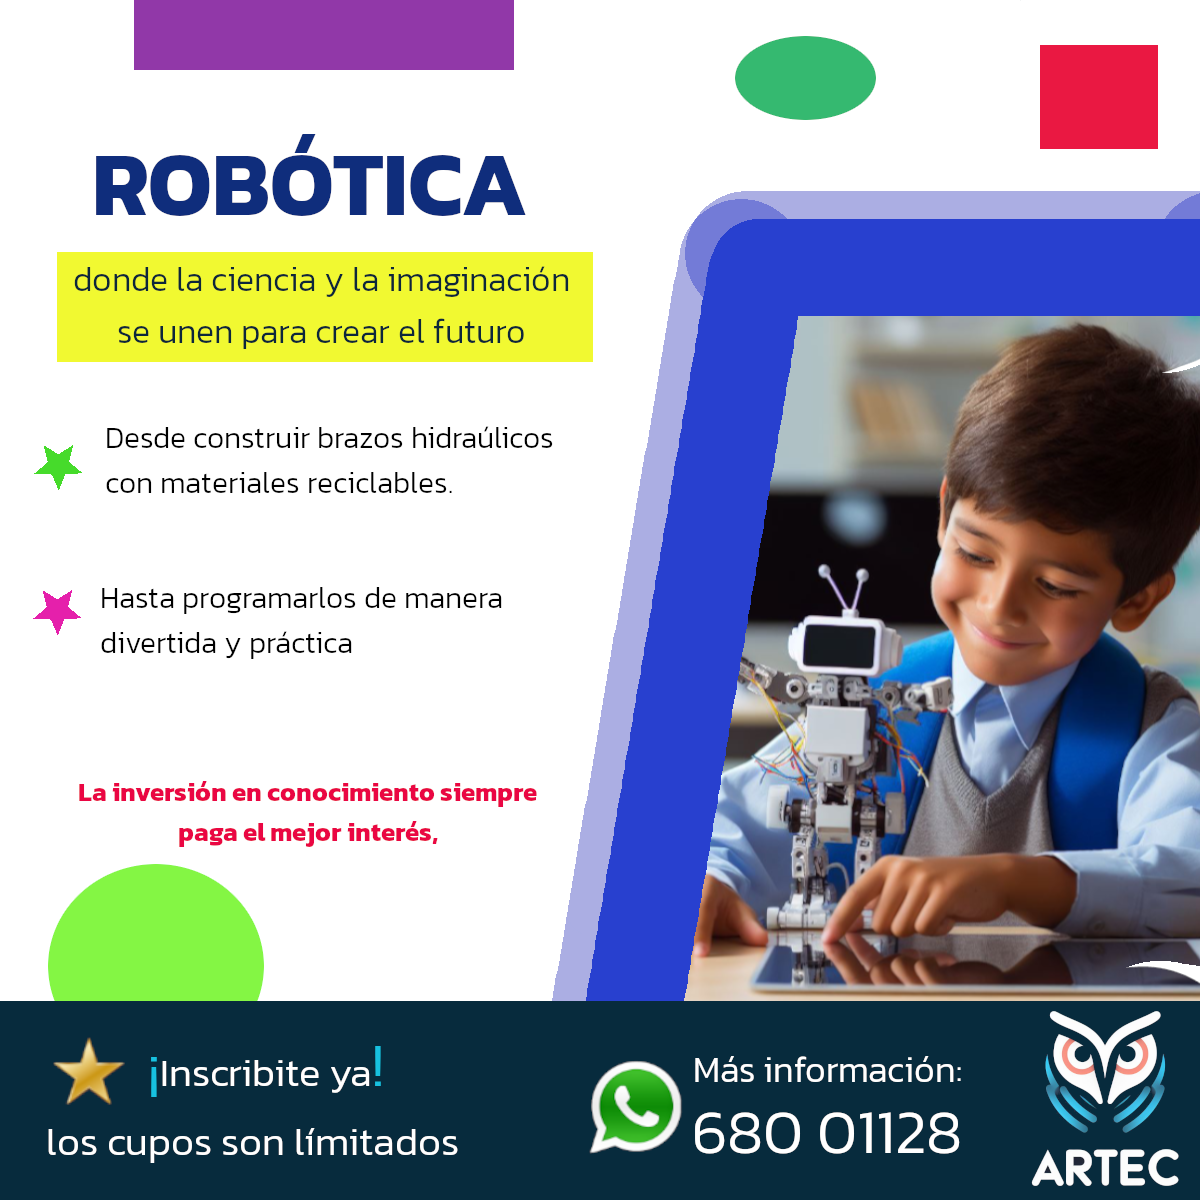 ROBÓTICA
donde la ciencia y la imaginación
se unen para crear el futuro
Desde construir brazos hidraúlicos
con materiales reciclables.
Hasta programarlos de manera
divertida y práctica
La inversión en conocimiento siempre
paga el mejor interés,
¡Inscribite ya!
los cupos son límitados
Más información:
680 01128
ARTEC